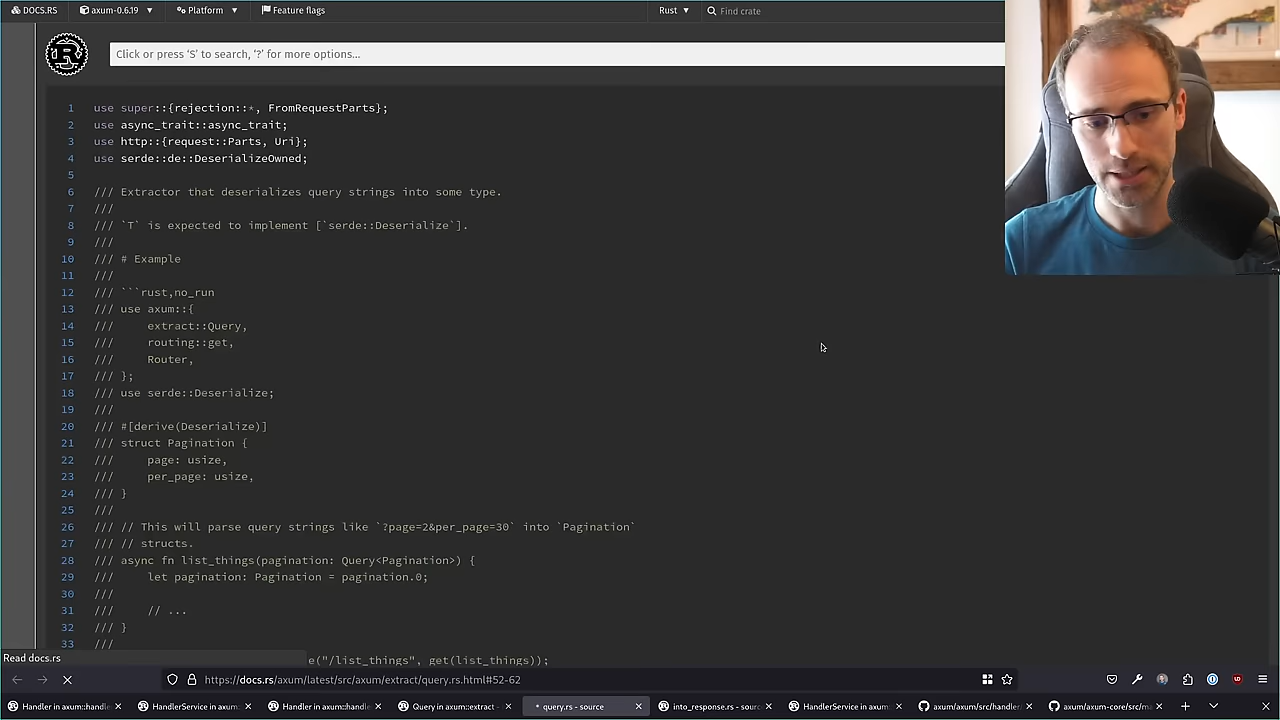 DOCS.RS axum-0.6.19 Platform Feature flags Rust Find crate
Click or press ‘S’ to search, ‘?’ for more options…
1 use super::{rejection::*, FromRequestParts};
2 use async_trait::async_trait;
3 use http::{request::Parts, Uri};
4 use serde::de::DeserializeOwned;
5
6 /// Extractor that deserializes query strings into some type.
7 ///
8 /// `T` is expected to implement [`serde::Deserialize`].
9 ///
10 /// # Example
11 ///
12 /// ```rust,no_run
13 /// use axum::{
14 ///     extract::Query,
15 ///     routing::get,
16 ///     Router,
17 /// };
18 /// use serde::Deserialize;
19 ///
20 /// #[derive(Deserialize)]
21 /// struct Pagination {
22 ///     page: usize,
23 ///     per_page: usize,
24 /// }
25 ///
26 /// // This will parse query strings like `?page=2&per_page=30` into `Pagination`
27 /// // structs.
28 /// async fn list_things(pagination: Query<Pagination>) {
29 ///     let pagination: Pagination = pagination.0;
30 ///
31 ///     // ...
32 /// }
33 ///
e("/list_things", get(list_things));
Read docs.rs
https://docs.rs/axum/latest/src/axum/extract/query.rs.html#52-62
Handler in axum::handle HandlerService in axum:: Handler in axum::handle Query in axum::extract - query.rs - source into_response.rs - sourc HandlerService in axum:: axum/axum/src/handler/ axum/axum-core/src/ma